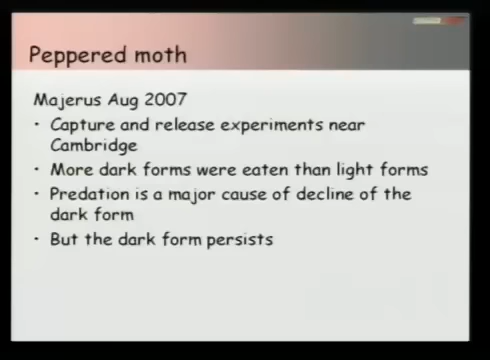 Peppered moth
Majerus Aug 2007
• Capture and release experiments near
Cambridge
• More dark forms were eaten than light forms
• Predation is a major cause of decline of the
dark form
• But the dark form persists